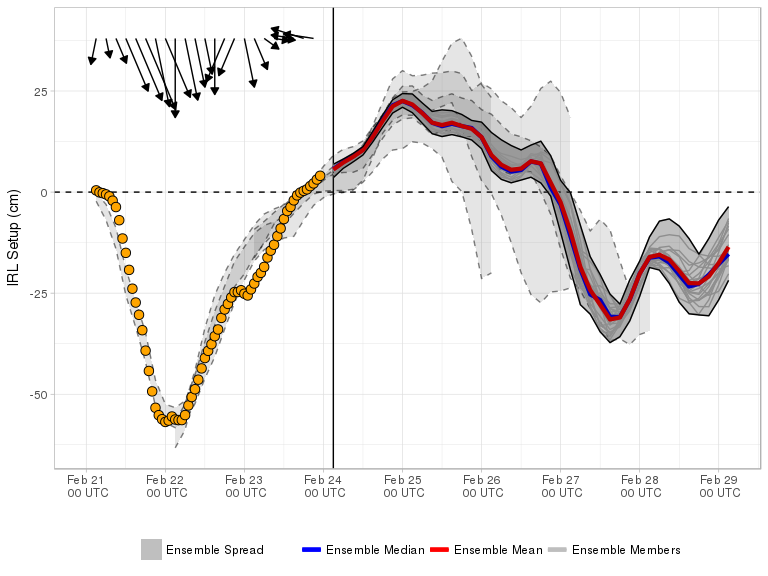 IRL Setup (cm)
25
0
-25
-50
Feb 21 Feb 22 Feb 23 Feb 24 Feb 25 Feb 26 Feb 27 Feb 28 Feb 29
00 UTC 00 UTC 00 UTC 00 UTC 00 UTC 00 UTC 00 UTC 00 UTC 00 UTC
Ensemble Spread Ensemble Median Ensemble Mean Ensemble Members